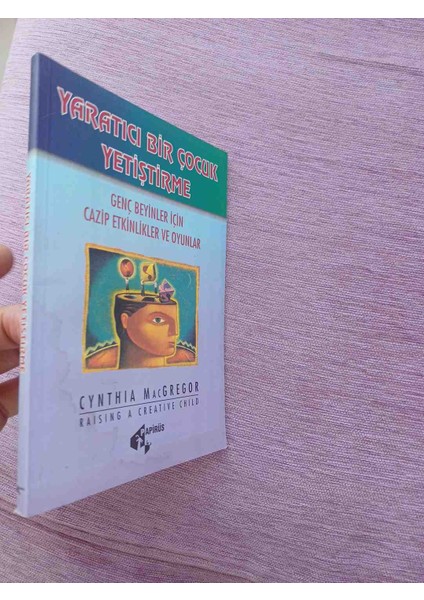 YARATICI BİR ÇOCUK
YETİŞTİRME
GENÇ BEYİNLER İÇİN
CAZİP ETKİNLİKLER VE OYUNLAR
CYNTHIA MACGREGOR
RAISING A CREATIVE CHILD
PAPİRÜS